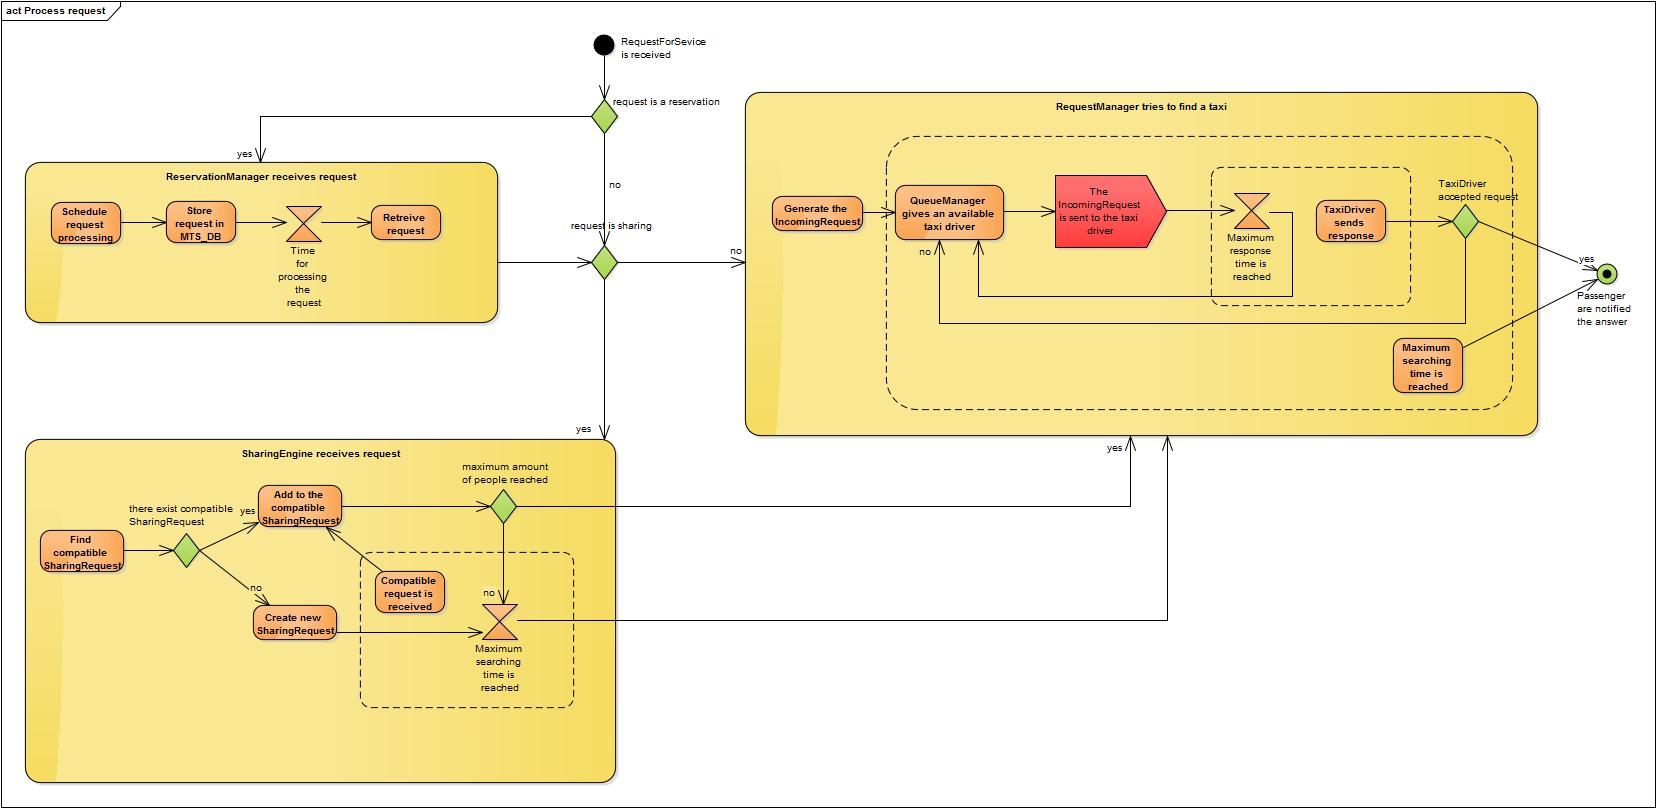 act Process request
RequestForSevice
is received
request is a reservation
yes
no
request is sharing
no
yes
ReservationManager receives request
Schedule
request
processing
Store
request in
MTS_DB
Time
for
processing
the
request
Retreive
request
RequestManager tries to find a taxi
Generate the
IncomingRequest
QueueManager
gives an available
taxi driver
no
The
IncomingRequest
is sent to the taxi
driver
Maximum
response
time is
reached
TaxiDriver
sends
response
TaxiDriver
accepted request
yes
Passenger
are notified
the answer
Maximum
searching
time is
reached
SharingEngine receives request
Find
compatible
SharingRequest
there exist compatible
SharingRequest
yes
no
Add to the
compatible
SharingRequest
Create new
SharingRequest
maximum amount
of people reached
yes
no
Compatible
request is
received
Maximum
searching
time is
reached